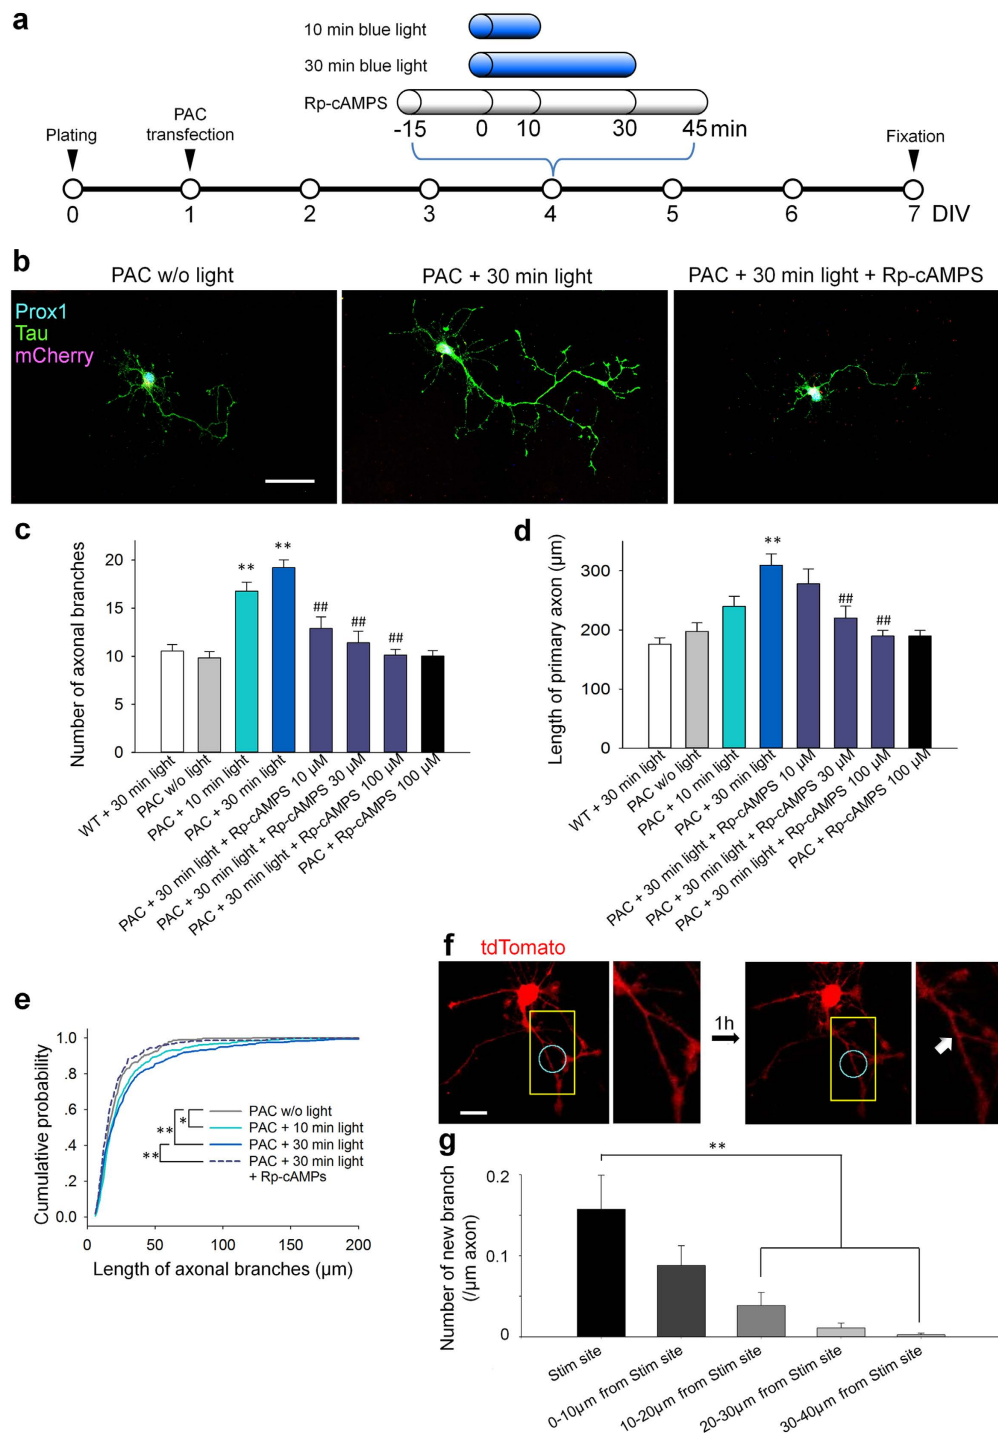 a
10 min blue light
30 min blue light
Rp-cAMPS
-15 0 10 30 45 min
Plating
PAC
transfection
Fixation
0 1 2 3 4 5 6 7 DIV
b
PAC w/o light
PAC + 30 min light
PAC + 30 min light + Rp-cAMPS
Prox1
Tau
mCherry
c
Number of axonal branches
20
15
10
5
0
**
**
##
##
##
WT + 30 min light
PAC w/o light
PAC + 10 min light
PAC + 30 min light
PAC + 30 min light + Rp-cAMPS 10 µM
PAC + 30 min light + Rp-cAMPS 30 µM
PAC + 30 min light + Rp-cAMPS 100 µM
PAC + Rp-cAMPS 100 µM
d
Length of primary axon (µm)
300
200
100
0
**
##
##
WT + 30 min light
PAC w/o light
PAC + 10 min light
PAC + 30 min light
PAC + 30 min light + Rp-cAMPS 10 µM
PAC + 30 min light + Rp-cAMPS 30 µM
PAC + 30 min light + Rp-cAMPS 100 µM
PAC + Rp-cAMPS 100 µM
e
Cumulative probability
1.0
.8
.6
.4
.2
0.0
0 50 100 150 200
Length of axonal branches (µm)
**
**
*
PAC w/o light
PAC + 10 min light
PAC + 30 min light
PAC + 30 min light
+ Rp-cAMPs
f
tdTomato
1h
g
Number of new branch
(/µm axon)
0.2
0.1
0
**
Stim site
0-10µm from Stim site
10-20µm from Stim site
20-30µm from Stim site
30-40µm from Stim site